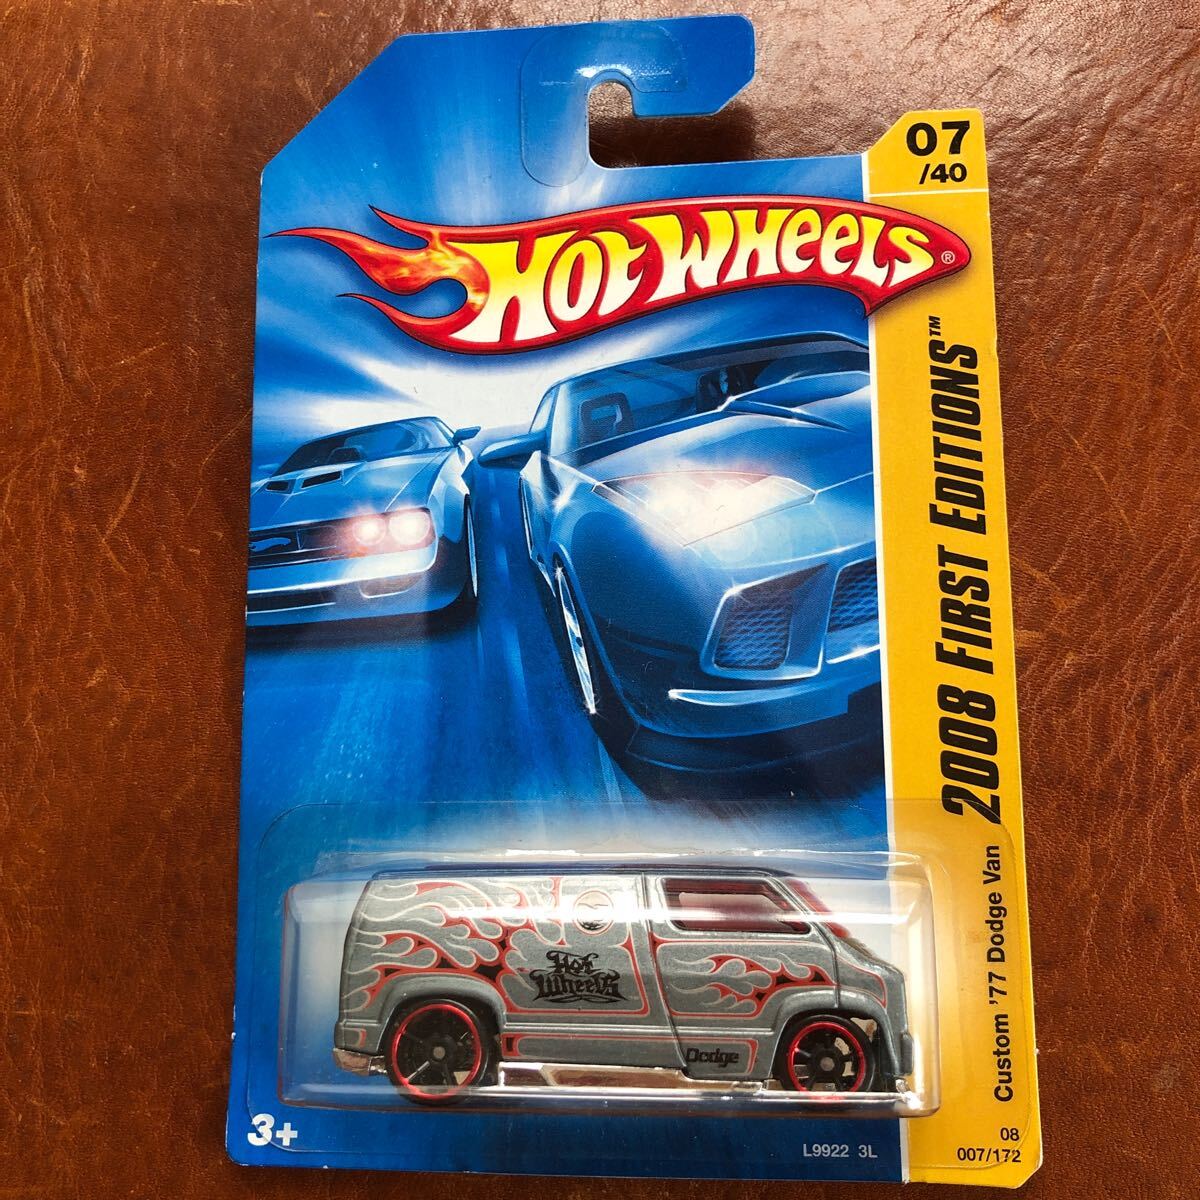 07
/40
HOT WHEELS®
2008 FIRST EDITIONS™
Custom '77 Dodge Van
Hot
Wheels
Dodge
3+
L9922 3L
08
007/172